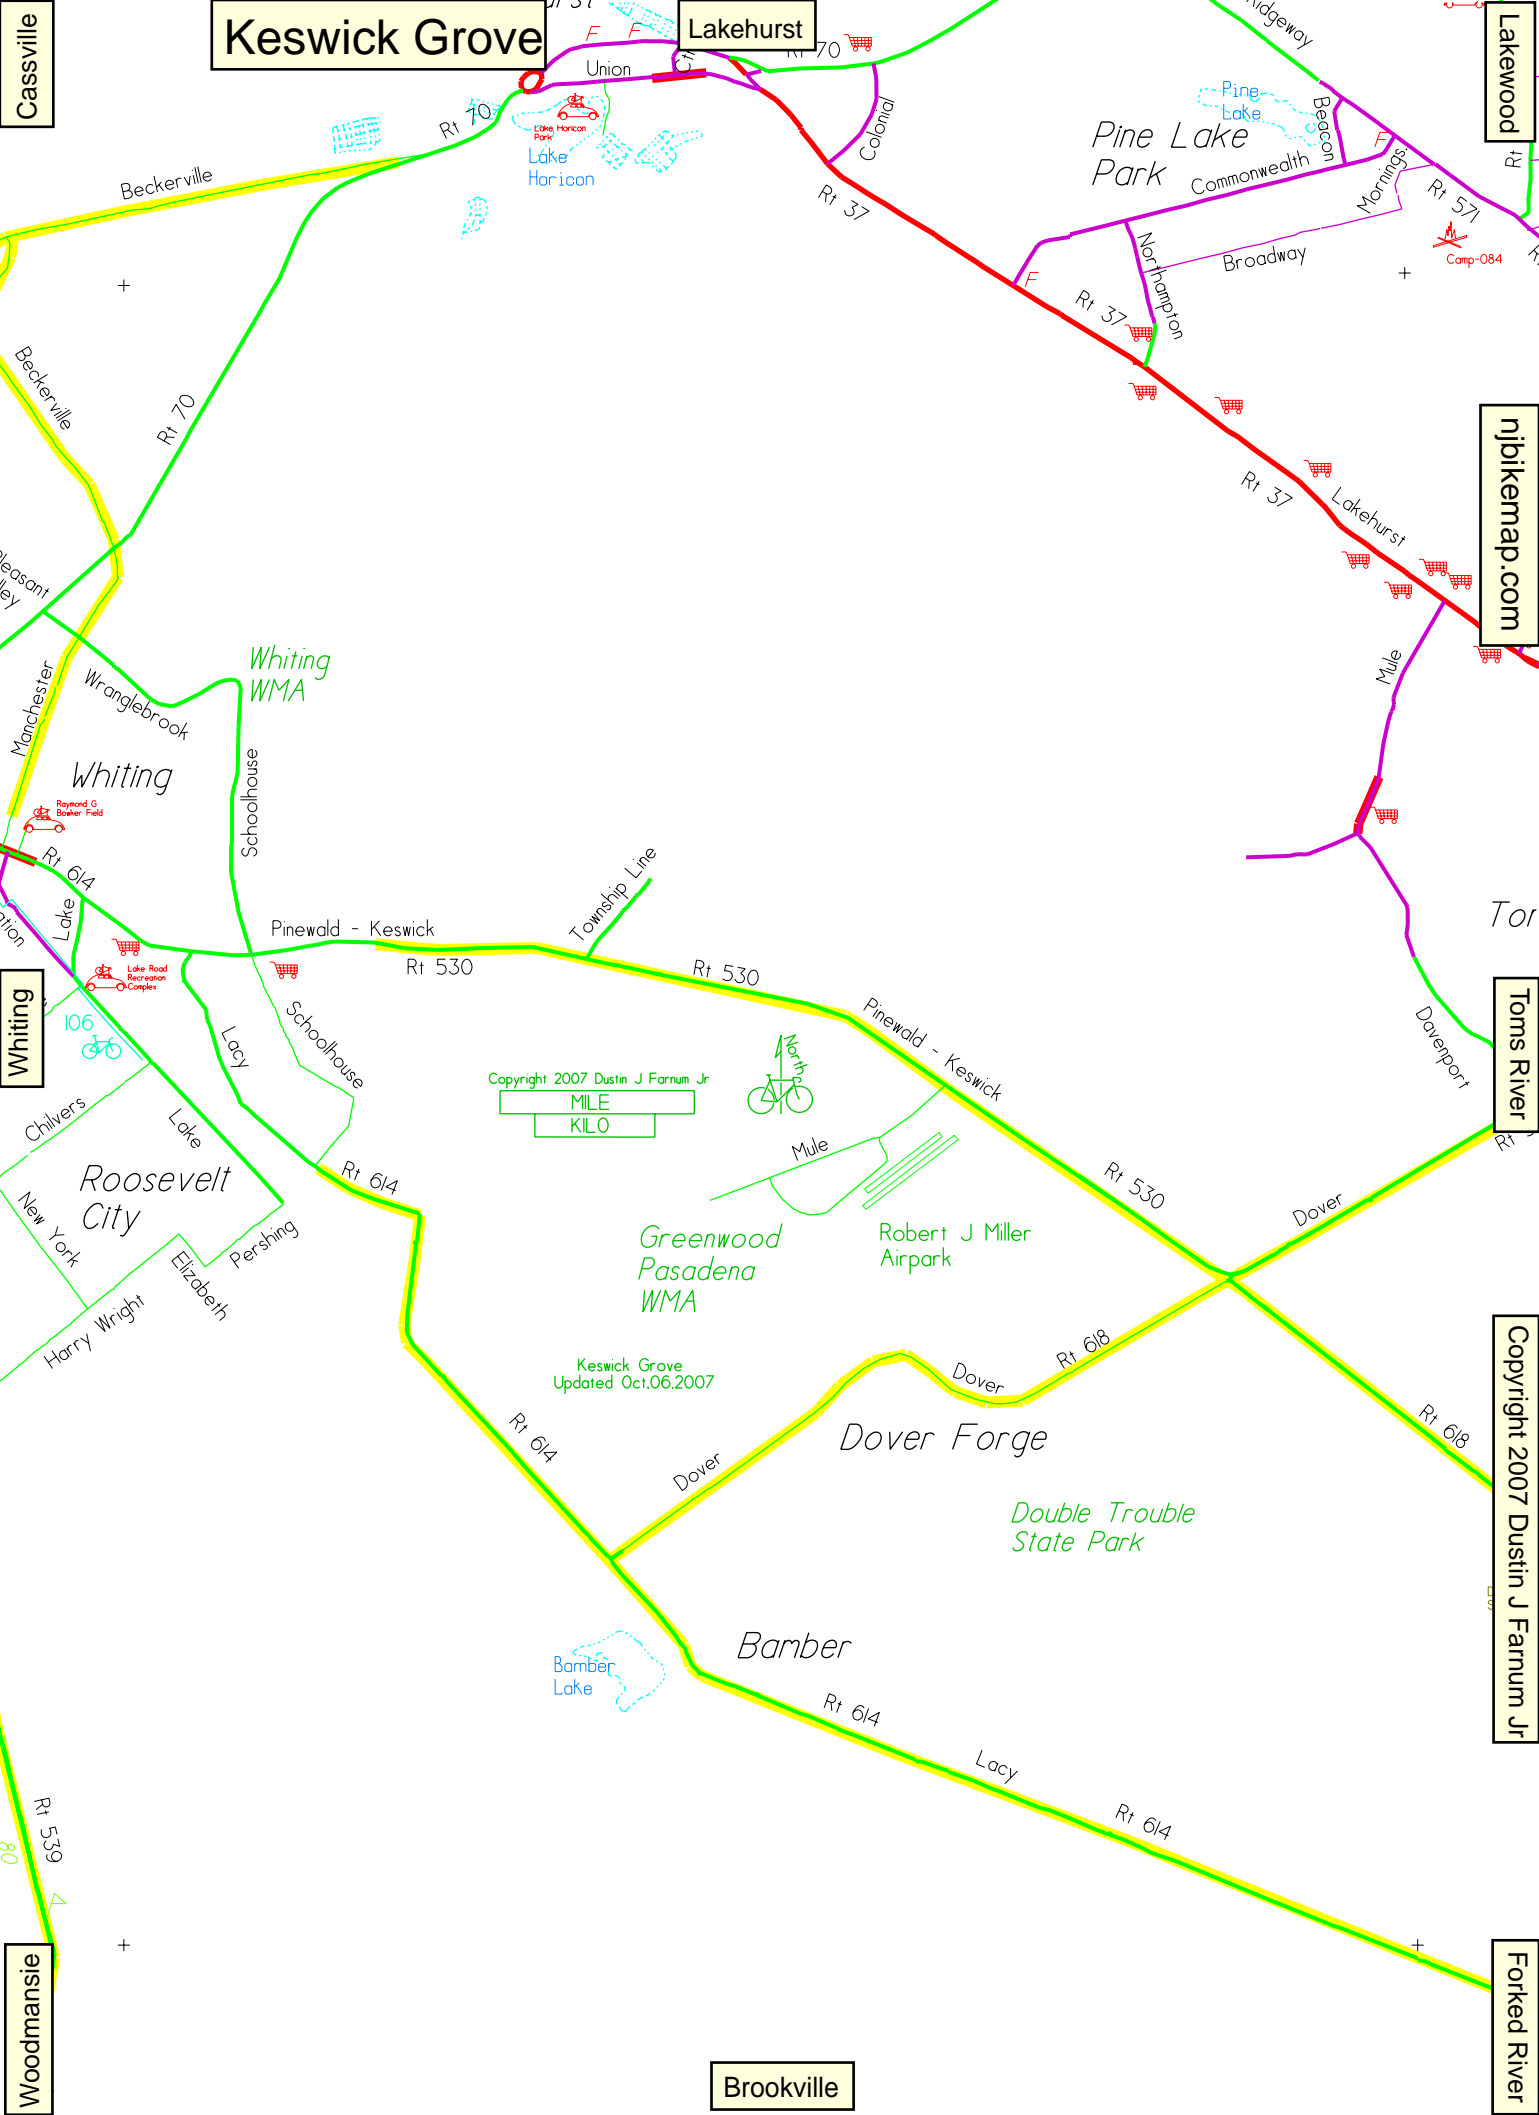 Cassville
Keswick Grove
Lakehurst
Lakewood
F
F
Rt 70
Union
Ridgeway
Rt
Pine
Lake
Beacon
F
Pine Lake
Park
Commonwealth
Mornings.
Rt 571
Camp-084
Broadway
Northampton
Colonial
Rt 70
Lake Horicon
Park
Lake
Horicon
Beckerville
Rt 37
F
Rt 37
Beckerville
Rt 70
Rt 37
Lakehurst
njbikemap.com
Mule
Whiting
WMA
Manchester
Wranglebrook
Whiting
Schoolhouse
Raymond G
Bowker Field
Rt 614
Lake
Township Line
Pinewald - Keswick
Rt 530
Rt 530
Pinewald - Keswick
Lake Road
Recreation
Complex
Whiting
106
Lacy
Schoolhouse
Davenport
Toms River
Rt
North
Copyright 2007 Dustin J Farnum Jr
MILE
KILO
Chilvers
Lake
Mule
Roosevelt
City
New York
Rt 614
Rt 530
Dover
Pershing
Elizabeth
Harry Wright
Greenwood
Pasadena
WMA
Robert J Miller
Airpark
Keswick Grove
Updated Oct.06.2007
Rt 618
Dover
Dover Forge
Rt 618
Copyright 2007 Dustin J Farnum Jr
Rt 614
Dover
Double Trouble
State Park
Bamber
Bamber
Lake
Rt 614
Lacy
Rt 614
Rt 539
80
Woodmansie
Brookville
Forked River